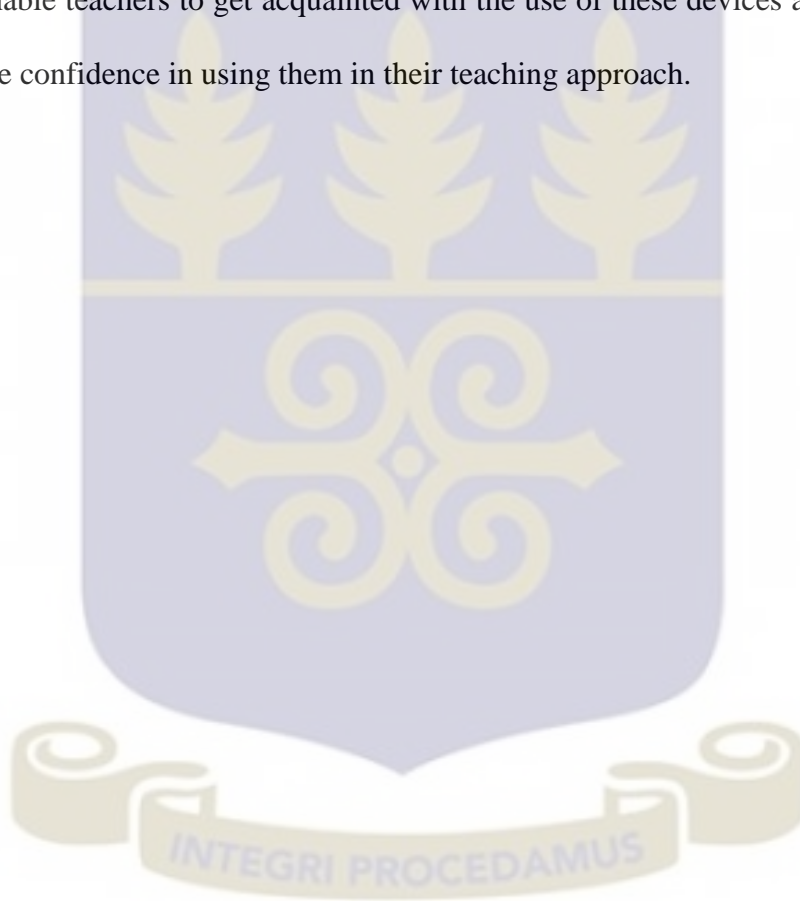 teachers to get acquainted with the use of these devices
confidence in using them in their teaching approach.
INTEGRI PROCEDAMUS